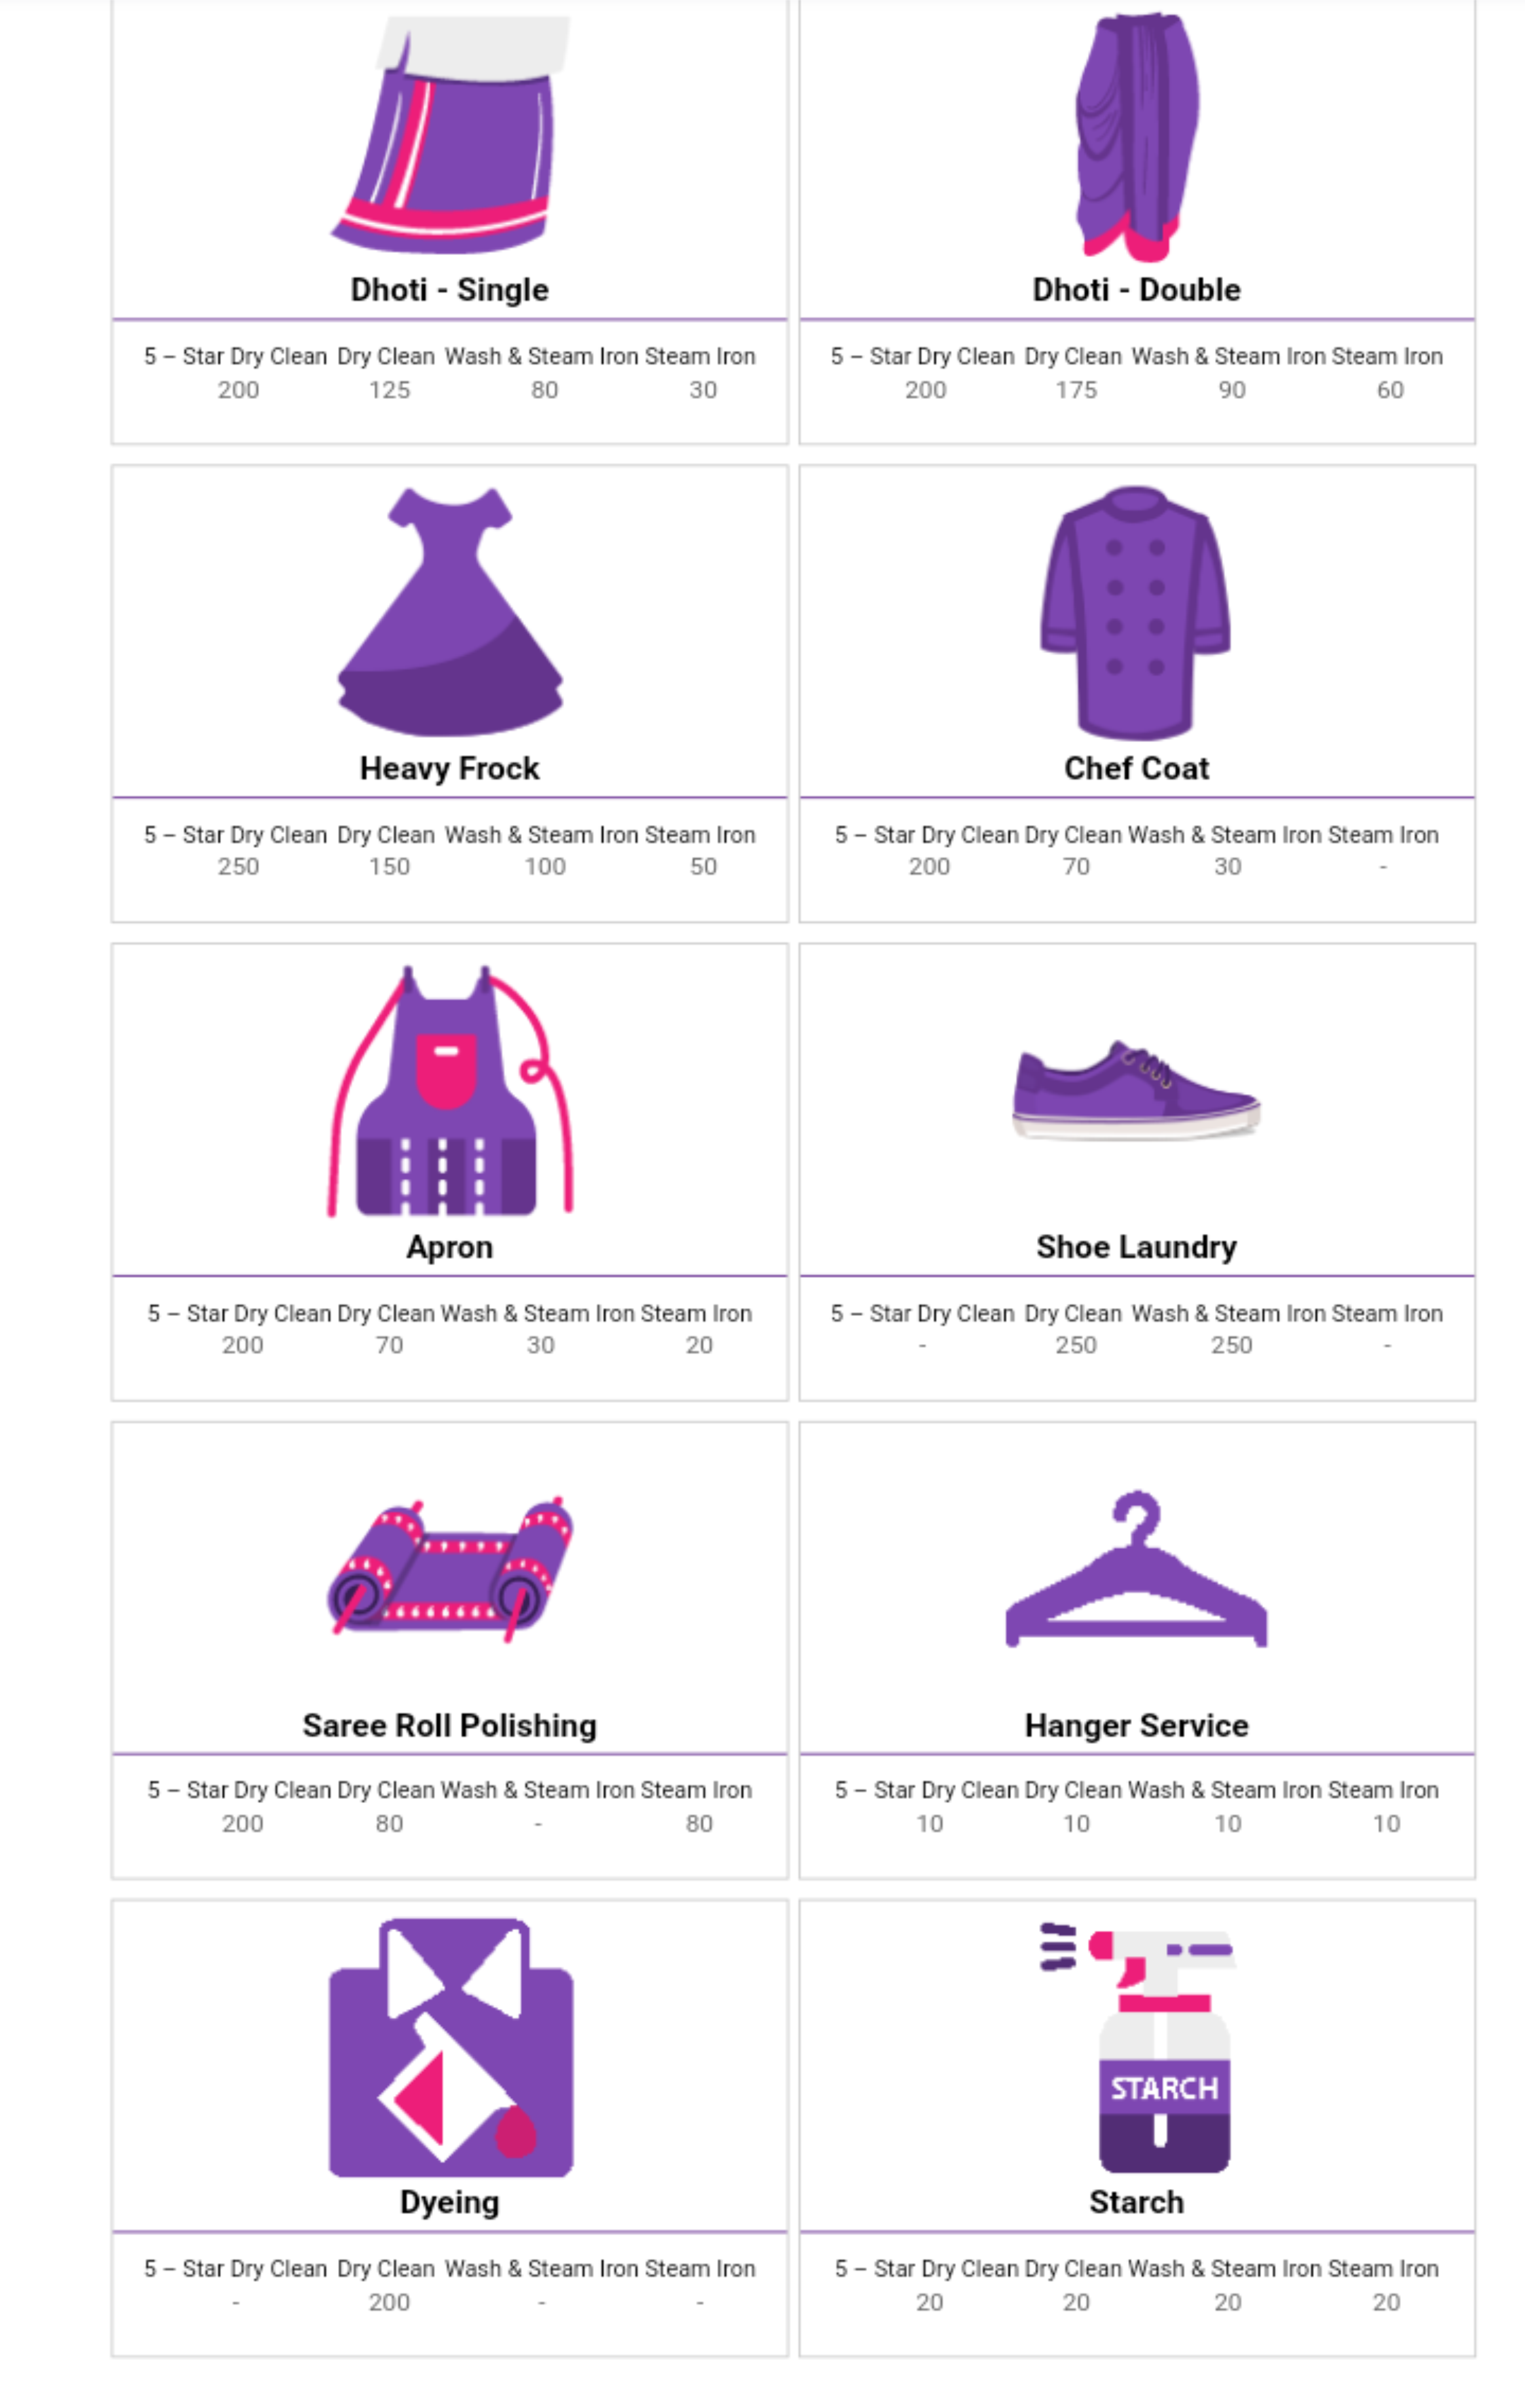 Dhoti - Single
5 – Star Dry Clean Dry Clean Wash & Steam Iron Steam Iron
200 125 80 30
Dhoti - Double
5 – Star Dry Clean Dry Clean Wash & Steam Iron Steam Iron
200 175 90 60
Heavy Frock
5 – Star Dry Clean Dry Clean Wash & Steam Iron Steam Iron
250 150 100 50
Chef Coat
5 – Star Dry Clean Dry Clean Wash & Steam Iron Steam Iron
200 70 30 -
Apron
5 – Star Dry Clean Dry Clean Wash & Steam Iron Steam Iron
200 70 30 20
Shoe Laundry
5 – Star Dry Clean Dry Clean Wash & Steam Iron Steam Iron
- 250 250 -
Saree Roll Polishing
5 – Star Dry Clean Dry Clean Wash & Steam Iron Steam Iron
200 80 - 80
Hanger Service
5 – Star Dry Clean Dry Clean Wash & Steam Iron Steam Iron
10 10 10 10
Dyeing
5 – Star Dry Clean Dry Clean Wash & Steam Iron Steam Iron
- 200 - -
STARCH
Starch
5 – Star Dry Clean Dry Clean Wash & Steam Iron Steam Iron
20 20 20 20